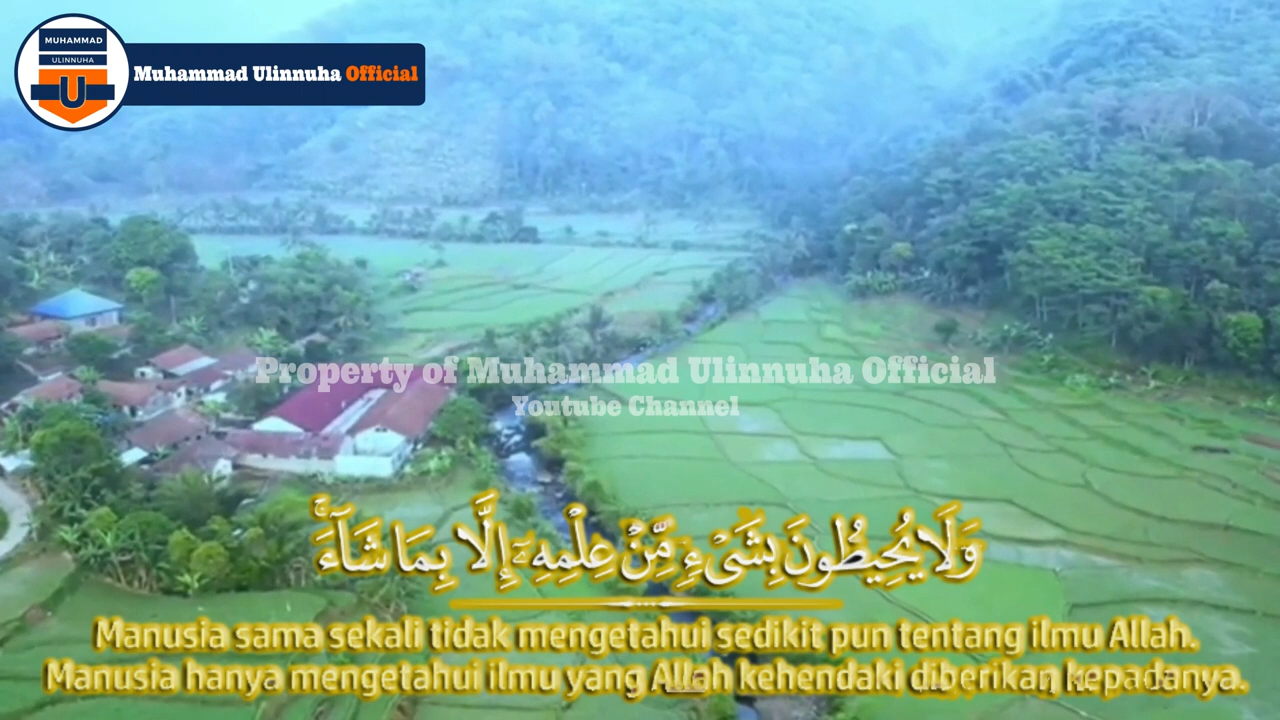 MUHAMMAD
ULINNUHA
U
Muhammad Ulinnuha Official
Property of Muhammad Ulinnuha Official
Youtube Channel
وَلَا يُحِيطُونَ بِشَيْءٍ مِّنْ عِلْمِهِۦٓ إِلَّا بِمَا شَآءَۚ
Manusia sama sekali tidak mengetahui sedikit pun tentang ilmu Allah.
Manusia hanya mengetahui ilmu yang Allah kehendaki diberikan kepadanya.